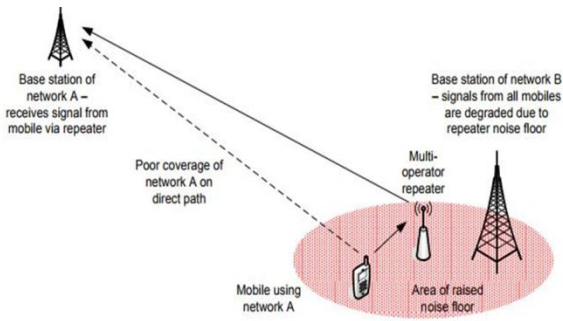 Base station of
network A –
receives signal from
mobile via repeater
Base station of network B
– signals from all mobiles
are degraded due to
repeater noise floor
Poor coverage of
network A on
direct path
Multi-
operator
repeater
Mobile using
network A
Area of raised
noise floor